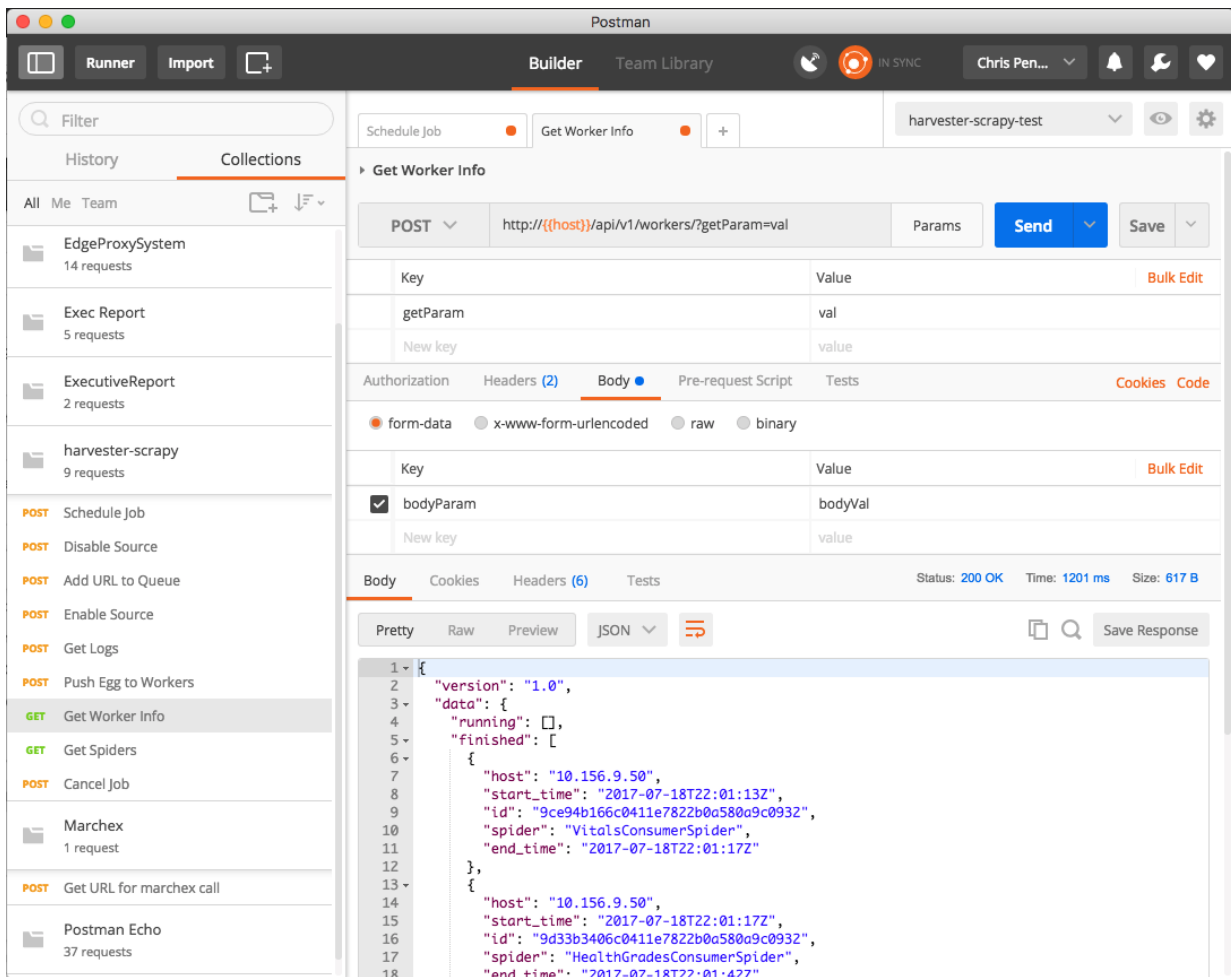 Postman
Runner Import Builder Team Library IN SYNC Chris Pen...
Filter
History Collections
All Me Team
EdgeProxySystem
14 requests
Exec Report
5 requests
ExecutiveReport
2 requests
harvester-scrapy
9 requests
POST Schedule Job
POST Disable Source
POST Add URL to Queue
POST Enable Source
POST Get Logs
POST Push Egg to Workers
GET Get Worker Info
GET Get Spiders
POST Cancel Job
Marchex
1 request
POST Get URL for marchex call
Postman Echo
37 requests
Schedule Job Get Worker Info + harvester-scrapy-test
Get Worker Info
POST http://{{host}}/api/v1/workers/?getParam=val Params Send Save
Key Value Bulk Edit
getParam val
New key value
Authorization Headers (2) Body Pre-request Script Tests Cookies Code
form-data x-www-form-urlencoded raw binary
Key Value Bulk Edit
bodyParam bodyVal
New key value
Body Cookies Headers (6) Tests Status: 200 OK Time: 1201 ms Size: 617 B
Pretty Raw Preview JSON Save Response
1 {
2 "version": "1.0",
3 "data": {
4 "running": [],
5 "finished": [
6 {
7 "host": "10.156.9.50",
8 "start_time": "2017-07-18T22:01:13Z",
9 "id": "9ce94b166c0411e7822b0a580a9c0932",
10 "spider": "VitalsConsumerSpider",
11 "end_time": "2017-07-18T22:01:17Z"
12 },
13 {
14 "host": "10.156.9.50",
15 "start_time": "2017-07-18T22:01:17Z",
16 "id": "9d33b3406c0411e7822b0a580a9c0932",
17 "spider": "HealthGradesConsumerSpider",
18 "end_time": "2017-07-18T22:01:42Z